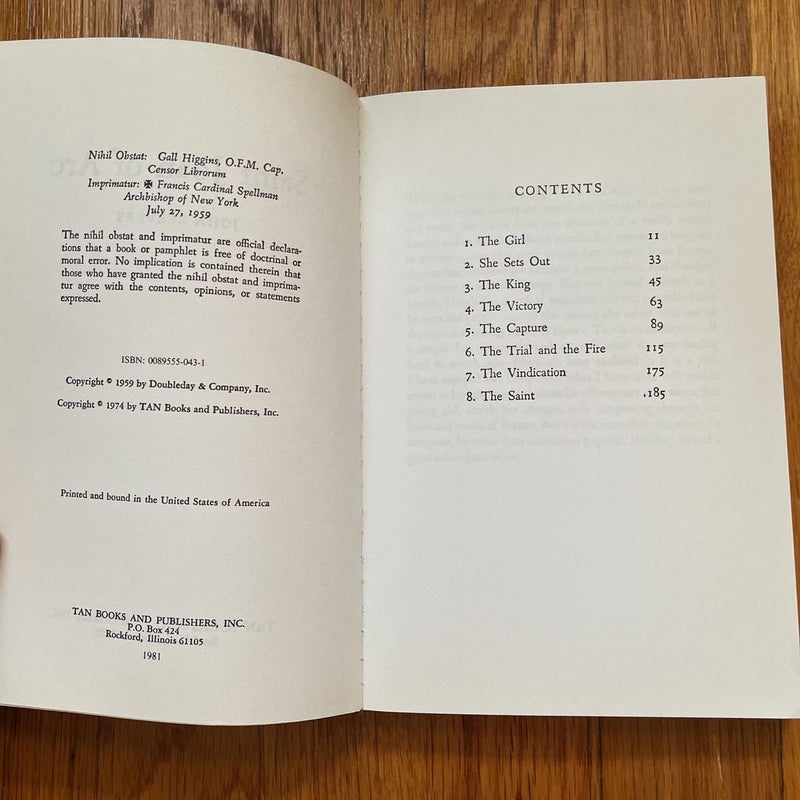 Nihil Obstat: Gall Higgins, O.F.M. Cap.
Censor Librorum
Imprimatur: ✠ Francis Cardinal Spellman
Archbishop of New York
July 27, 1959
The nihil obstat and imprimatur are official declara-
tions that a book or pamphlet is free of doctrinal or
moral error. No implication is contained therein that
those who have granted the nihil obstat and imprima-
tur agree with the contents, opinions, or statements
expressed.
ISBN: 0089555-043-1
Copyright © 1959 by Doubleday & Company, Inc.
Copyright © 1974 by TAN Books and Publishers, Inc.
Printed and bound in the United States of America
TAN BOOKS AND PUBLISHERS, INC.
P.O. Box 424
Rockford, Illinois 61105
1981
CONTENTS
1. The Girl 11
2. She Sets Out 33
3. The King 45
4. The Victory 63
5. The Capture 89
6. The Trial and the Fire 115
7. The Vindication 175
8. The Saint .185